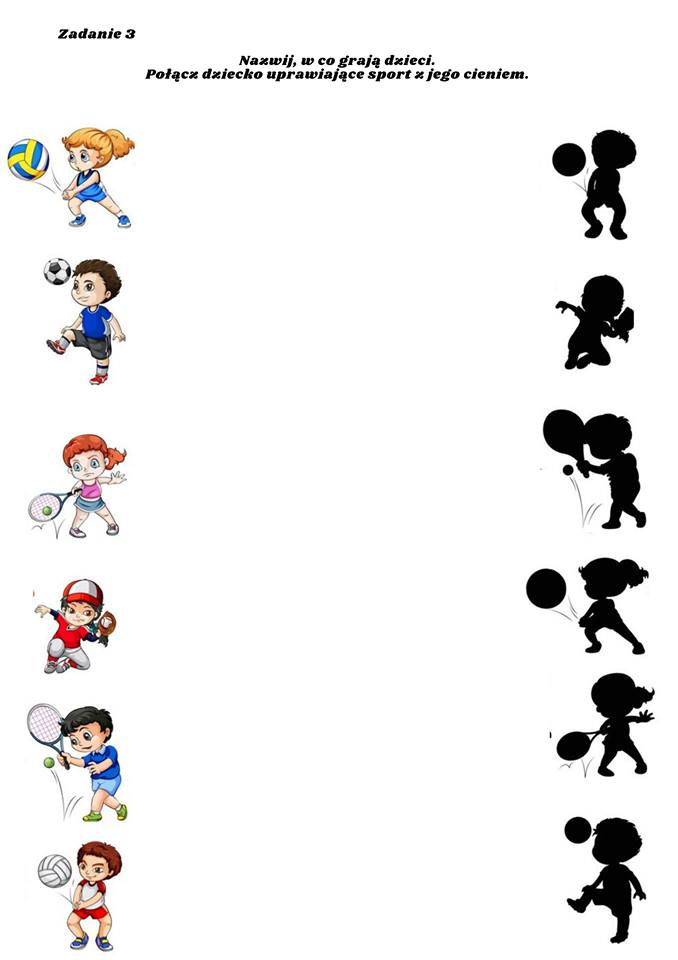 Zadanie 3
Nazwij, w co grają dzieci.
Połącz dziecko uprawiające sport z jego cieniem.